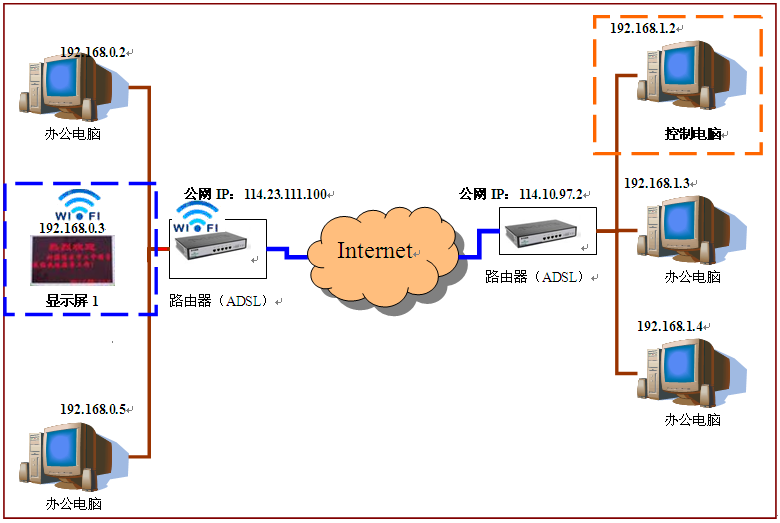 192.168.0.2
办公电脑
WI FI
192.168.0.3
显示屏 1
192.168.0.5
办公电脑
公网 IP：114.23.111.100
WI FI
路由器（ADSL）
Internet
公网 IP：114.10.97.2
路由器（ADSL）
192.168.1.2
控制电脑
192.168.1.3
办公电脑
192.168.1.4
办公电脑